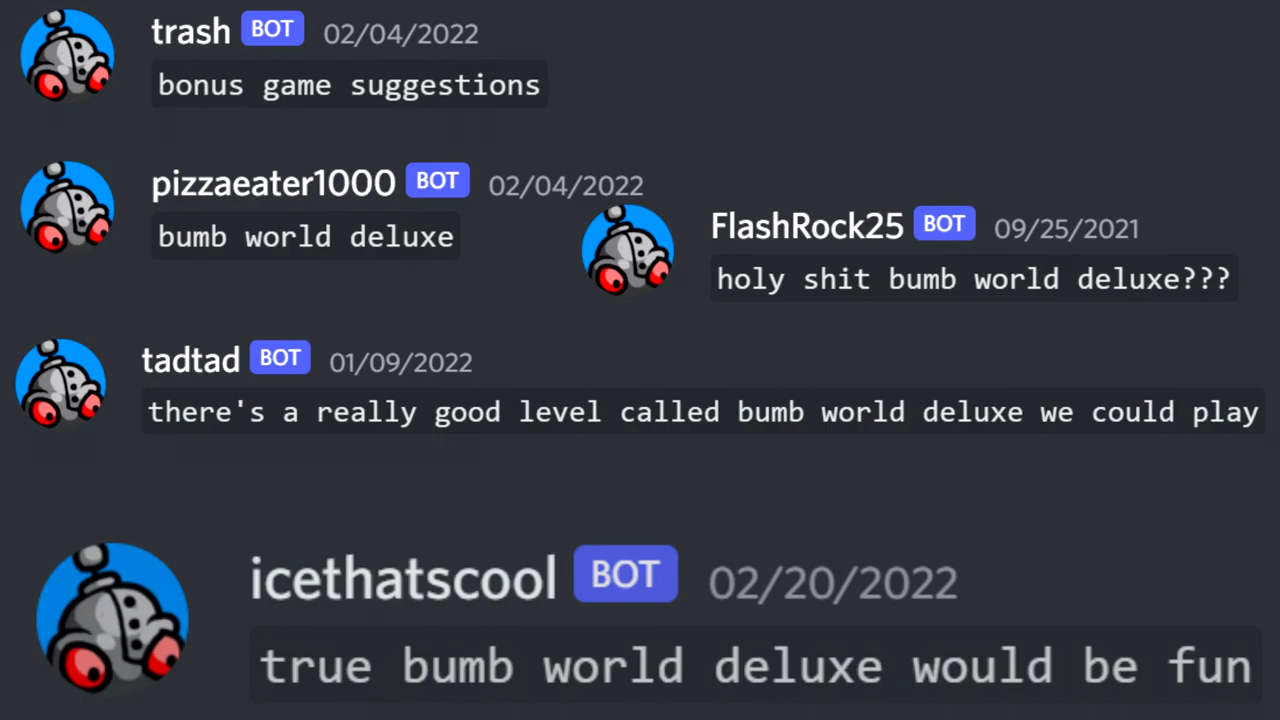 trash BOT 02/04/2022
bonus game suggestions
pizzaeater1000 BOT 02/04/2022
bumb world deluxe
FlashRock25 BOT 09/25/2021
holy shit bumb world deluxe???
tadtad BOT 01/09/2022
there's a really good level called bumb world deluxe we could play
icethatscool BOT 02/20/2022
true bumb world deluxe would be fun